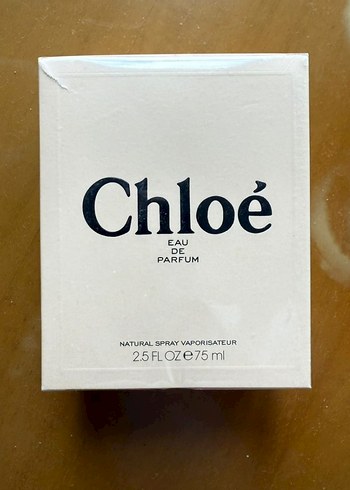 Chloé
EAU
DE
PARFUM
NATURAL SPRAY VAPORISATEUR
2.5 FL OZ ℮ 75 ml